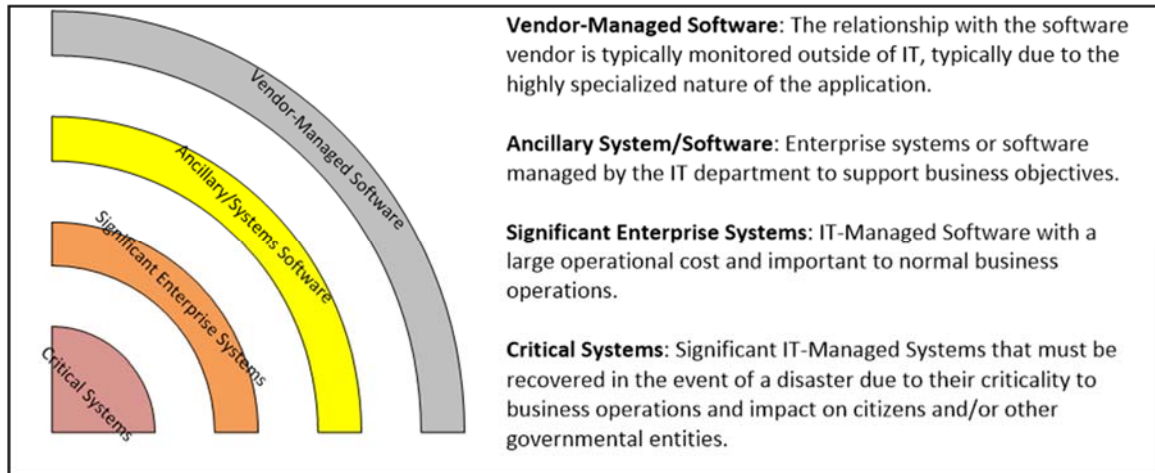 Vendor-Managed Software
Ancillary/Systems Software
Significant Enterprise Systems
Critical Systems
Vendor-Managed Software: The relationship with the software
vendor is typically monitored outside of IT, typically due to the
highly specialized nature of the application.
Ancillary System/Software: Enterprise systems or software
managed by the IT department to support business objectives.
Significant Enterprise Systems: IT-Managed Software with a
large operational cost and important to normal business
operations.
Critical Systems: Significant IT-Managed Systems that must be
recovered in the event of a disaster due to their criticality to
business operations and impact on citizens and/or other
governmental entities.